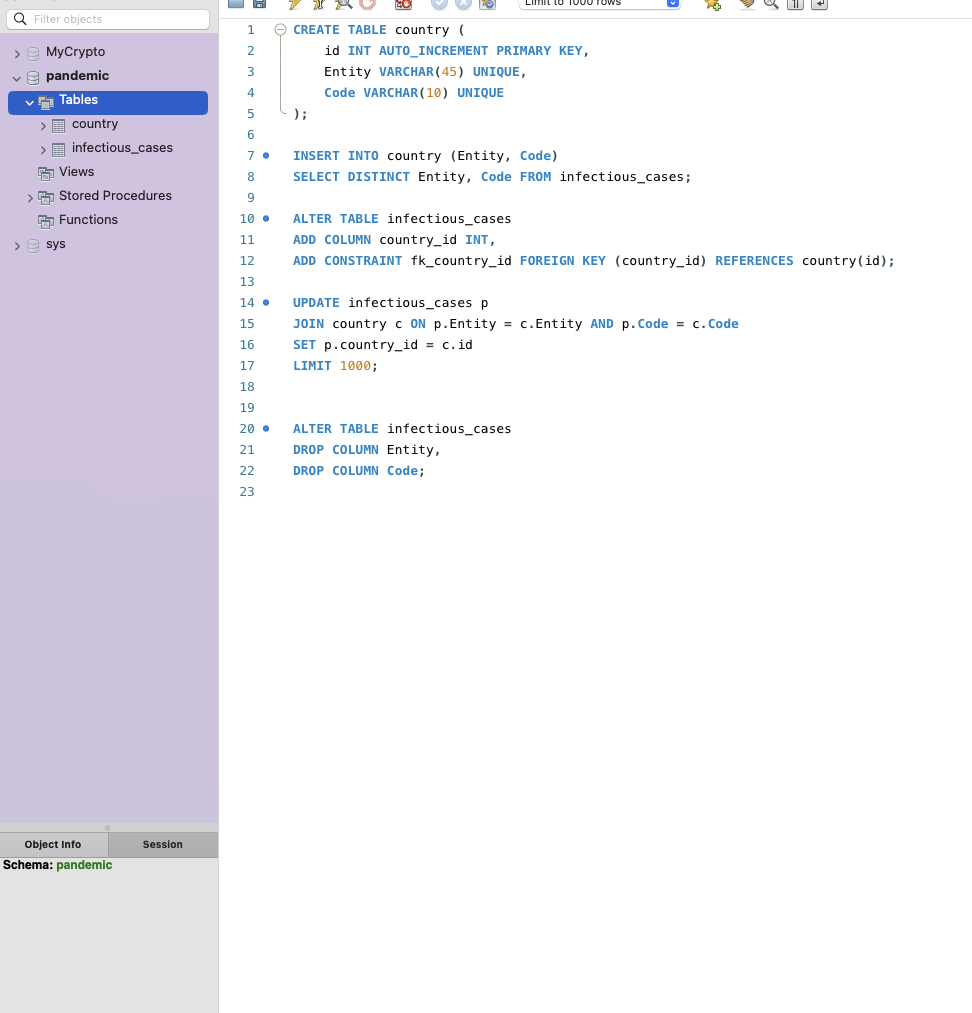 Limit to 1000 rows
Filter objects
MyCrypto
pandemic
Tables
country
infectious_cases
Views
Stored Procedures
Functions
sys
Object Info
Session
Schema: pandemic
1 CREATE TABLE country (
2 id INT AUTO_INCREMENT PRIMARY KEY,
3 Entity VARCHAR(45) UNIQUE,
4 Code VARCHAR(10) UNIQUE
5 );
6
7 INSERT INTO country (Entity, Code)
8 SELECT DISTINCT Entity, Code FROM infectious_cases;
9
10 ALTER TABLE infectious_cases
11 ADD COLUMN country_id INT,
12 ADD CONSTRAINT fk_country_id FOREIGN KEY (country_id) REFERENCES country(id);
13
14 UPDATE infectious_cases p
15 JOIN country c ON p.Entity = c.Entity AND p.Code = c.Code
16 SET p.country_id = c.id
17 LIMIT 1000;
18
19
20 ALTER TABLE infectious_cases
21 DROP COLUMN Entity,
22 DROP COLUMN Code;
23